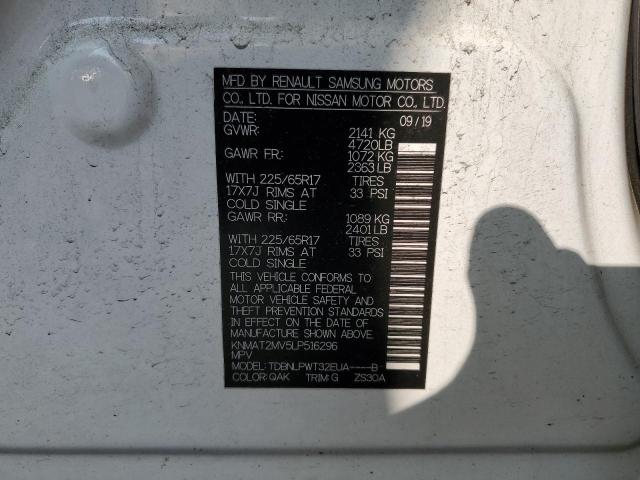 MFD BY RENAULT SAMSUNG MOTORS
CO., LTD. FOR NISSAN MOTOR CO., LTD.
DATE: 09/19
GVWR: 2141 KG
4720LB
GAWR FR.: 1072 KG
2363LB
WITH 225/65R17 TIRES
17X7J RIMS AT 33 PSI
COLD SINGLE
GAWR RR.: 1089 KG
2401LB
WITH 225/65R17 TIRES
17X7J RIMS AT 33 PSI
COLD SINGLE
THIS VEHICLE CONFORMS TO
ALL APPLICABLE FEDERAL
MOTOR VEHICLE SAFETY AND
THEFT PREVENTION STANDARDS
IN EFFECT ON THE DATE OF
MANUFACTURE SHOWN ABOVE.
KNMAT2MV5LP516296
MPV
MODEL: TDBNLPWT32EUA----B
COLOR: QAK TRIM: G ZS30A